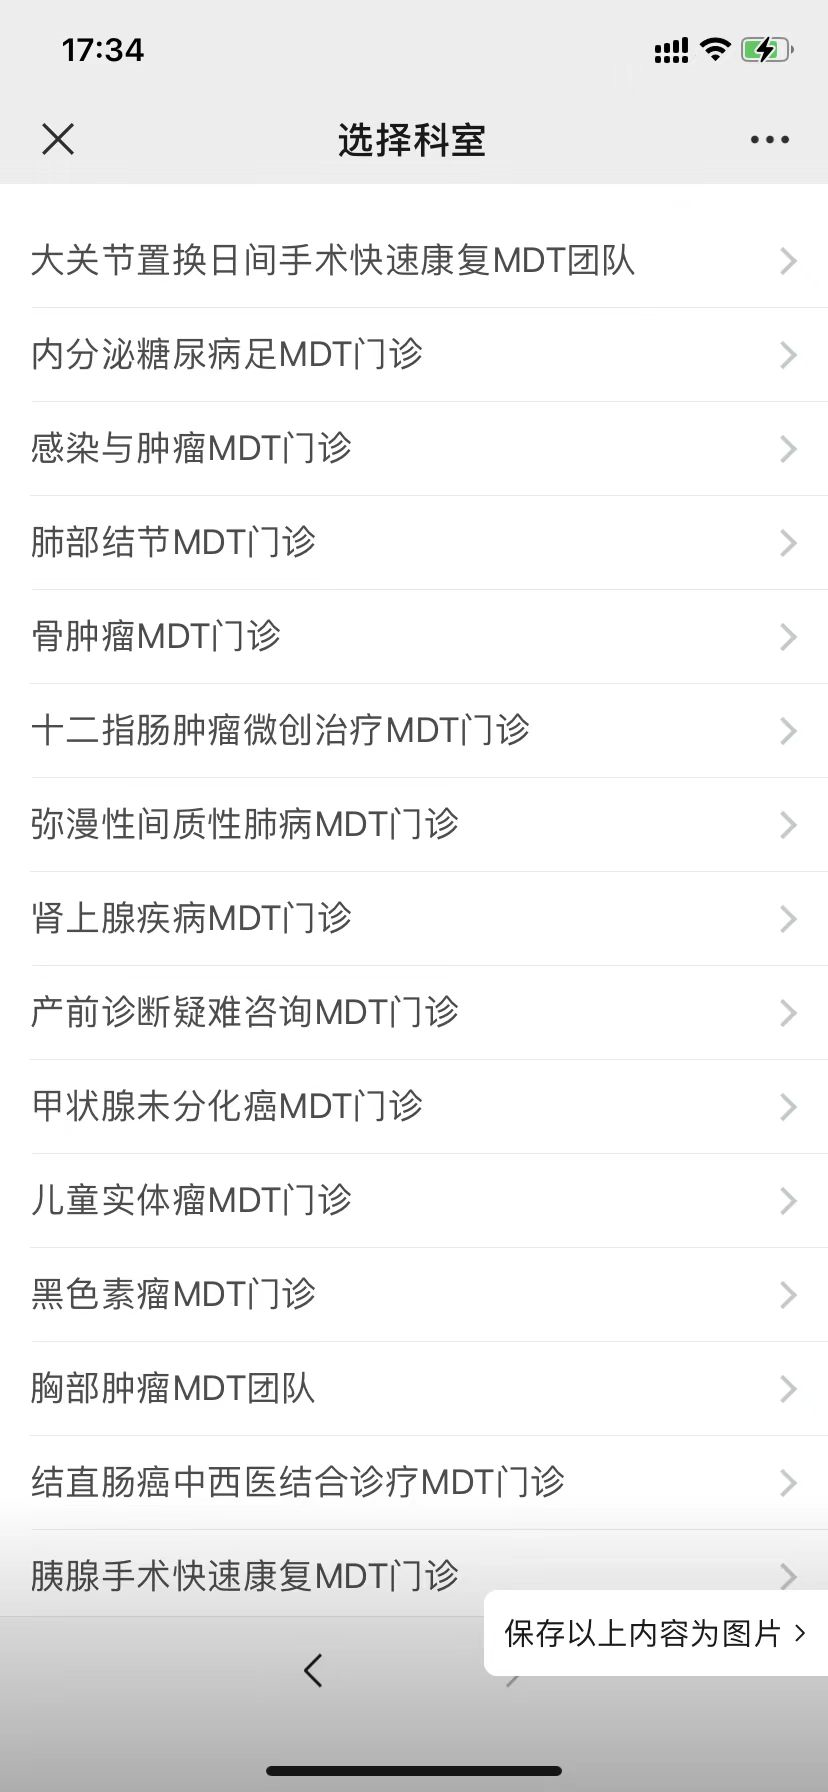 17:34
选择科室
大关节置换日间手术快速康复MDT团队
内分泌糖尿病足MDT门诊
感染与肿瘤MDT门诊
肺部结节MDT门诊
骨肿瘤MDT门诊
十二指肠肿瘤微创治疗MDT门诊
弥漫性间质性肺病MDT门诊
肾上腺疾病MDT门诊
产前诊断疑难咨询MDT门诊
甲状腺未分化癌MDT门诊
儿童实体瘤MDT门诊
黑色素瘤MDT门诊
胸部肿瘤MDT团队
结直肠癌中西医结合诊疗MDT门诊
胰腺手术快速康复MDT门诊
保存以上内容为图片